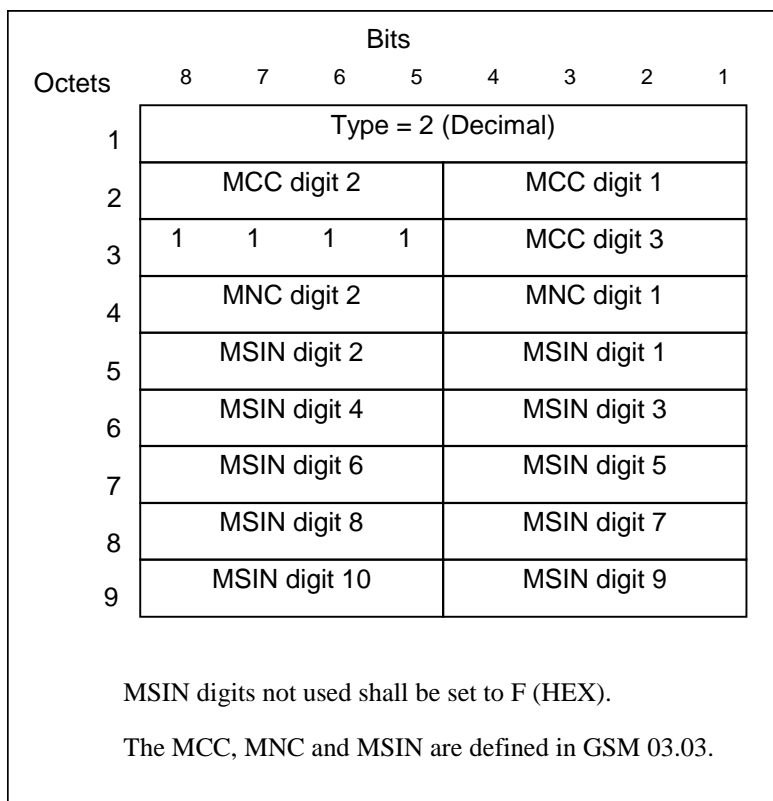 Bits
Octets 8 7 6 5 4 3 2 1
1 Type = 2 (Decimal)
2 MCC digit 2 MCC digit 1
3 1 1 1 1 MCC digit 3
4 MNC digit 2 MNC digit 1
5 MSIN digit 2 MSIN digit 1
6 MSIN digit 4 MSIN digit 3
7 MSIN digit 6 MSIN digit 5
8 MSIN digit 8 MSIN digit 7
9 MSIN digit 10 MSIN digit 9
MSIN digits not used shall be set to F (HEX).
The MCC, MNC and MSIN are defined in GSM 03.03.